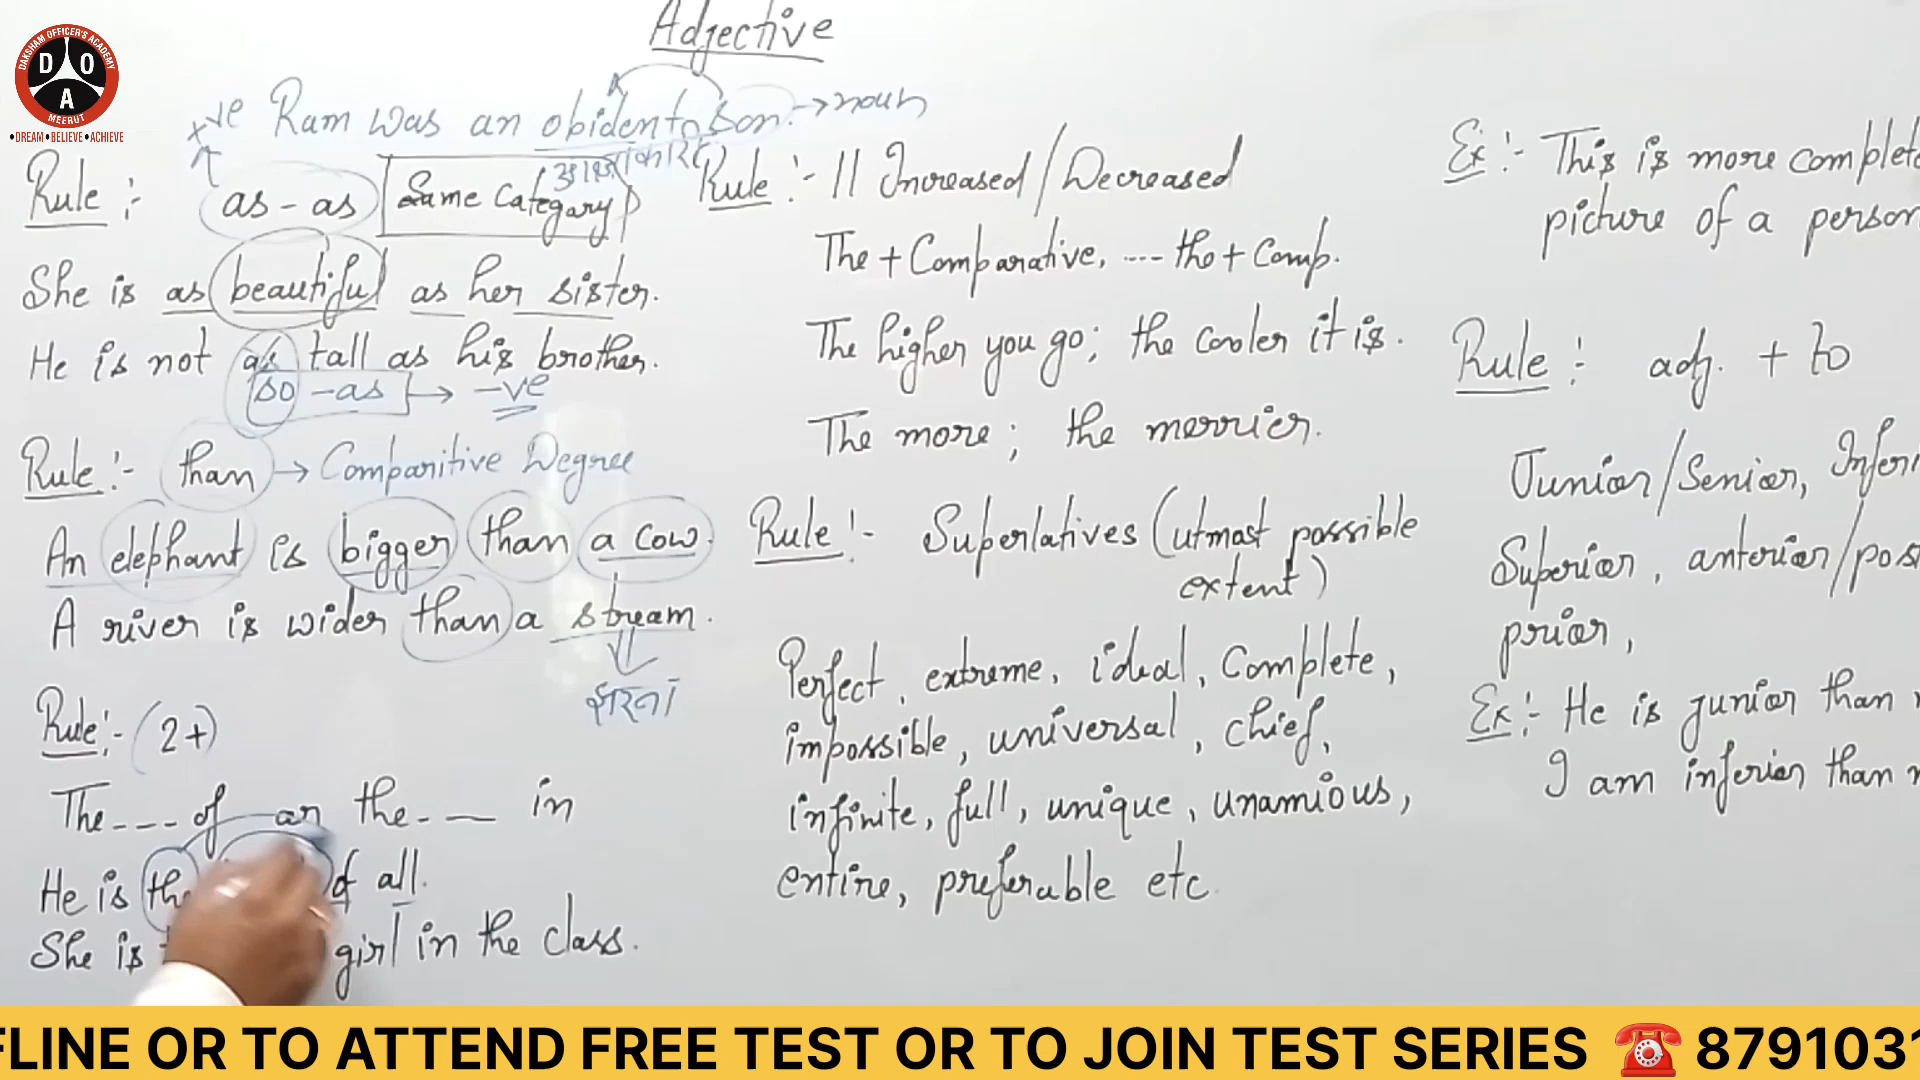 DAKSHAM OFFICER'S ACADEMY
D O A
MEERUT
•DREAM•BELIEVE•ACHIEVE
Adjective
+ve Ram was an obident son. → noun
Rule :- as - as Same Category
She is as beautiful as her sister.
He is not as tall as his brother.
so - as → -ve
Rule :- than → Comparitive Degree
An elephant is bigger than a cow.
A river is wider than a stream.
झरना
Rule :- (2+)
The --- of or the - — in
He is of all.
She is girl in the class.
Rule :- || Increased / Decreased
The + Comparative, ---- the + Comp.
The higher you go; the cooler it is.
The more ; the merrier.
Rule :- Superlatives (utmost possible
extent)
Perfect, extreme, ideal, Complete,
impossible, universal, chief,
infinite, full, unique, unamious,
entire, preferable etc.
Ex :- This is more complete
picture of a person
Rule :- adj. + to
Junior / Senior, Inferi
Superior, anterior / pos
prior,
Ex :- He is junior than
I am inferior than
FLINE OR TO ATTEND FREE TEST OR TO JOIN TEST SERIES ☎️ 8791031